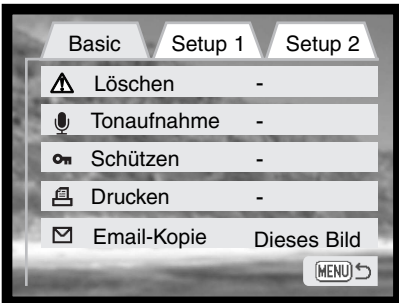 Basic Setup 1 Setup 2
Löschen -
Tonaufnahme -
Schützen -
Drucken -
Email-Kopie Dieses Bild
MENU